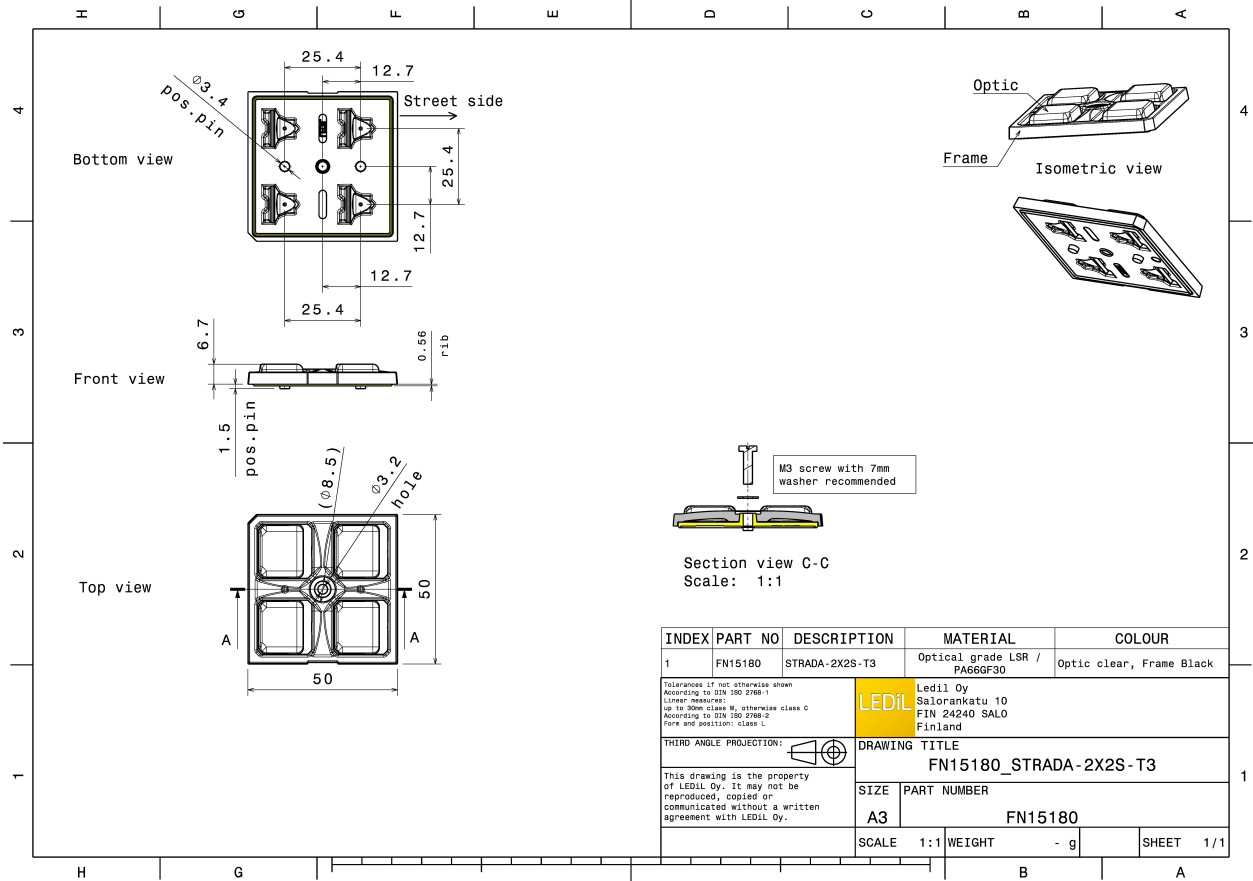 H G F E D C B A
4
25.4
12.7
Ø3.4
pos.pin
Street side
Bottom view
25.4
12.7
12.7
25.4
Optic
Frame
Isometric view
4
3
6.7
0.56
rib
Front view
1.5
pos.pin
3
M3 screw with 7mm
washer recommended
Section view C-C
Scale: 1:1
2
(Ø8.5)
Ø3.2
hole
Top view
A A
50
50
2
INDEX PART NO DESCRIPTION MATERIAL COLOUR
1 FN15180 STRADA-2X2S-T3 Optical grade LSR /
PA66GF30 Optic clear, Frame Black
Tolerances if not otherwise shown
According to DIN ISO 2768-1
Linear measures:
up to 30mm class M, otherwise class C
According to DIN ISO 2768-2
Form and position: class L
LEDiL
Ledil Oy
Salorankatu 10
FIN 24240 SALO
Finland
THIRD ANGLE PROJECTION:
DRAWING TITLE
FN15180_STRADA-2X2S-T3
This drawing is the property
of LEDiL Oy. It may not be
reproduced, copied or
communicated without a written
agreement with LEDiL Oy.
SIZE PART NUMBER
A3 FN15180
SCALE 1:1 WEIGHT - g SHEET 1/1
1
1
H G B A